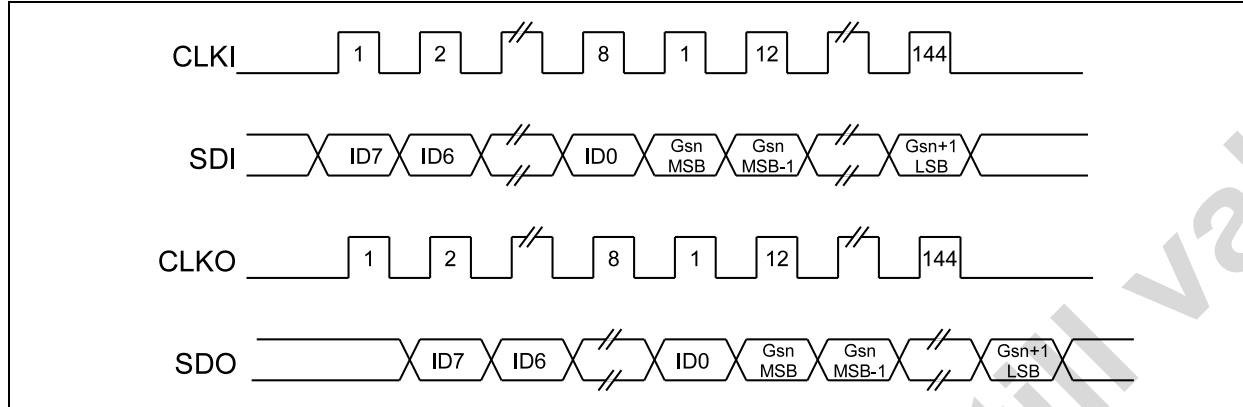 CLKI 1 2 8 1 12 144
SDI ID7 ID6 ID0 Gsn MSB Gsn MSB-1 Gsn+1 LSB
CLKO 1 2 8 1 12 144
SDO ID7 ID6 ID0 Gsn MSB Gsn MSB-1 Gsn+1 LSB